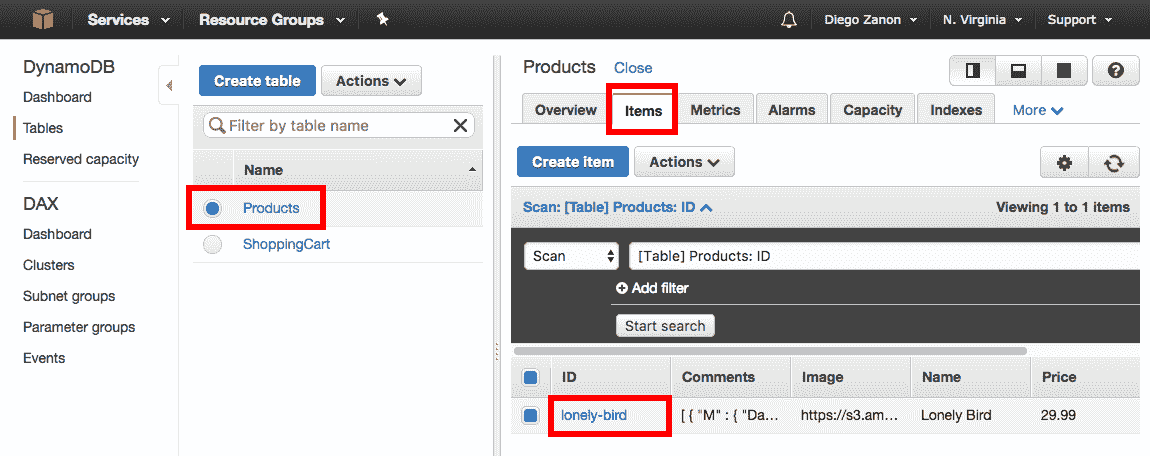 Services Resource Groups Diego Zanon N. Virginia Support
DynamoDB
Dashboard
Tables
Reserved capacity
DAX
Dashboard
Clusters
Subnet groups
Parameter groups
Events
Create table Actions
Filter by table name
Name
Products
ShoppingCart
Products Close
Overview Items Metrics Alarms Capacity Indexes More
Create item Actions
Scan: [Table] Products: ID Viewing 1 to 1 items
Scan [Table] Products: ID
Add filter
Start search
ID Comments Image Name Price
lonely-bird [ { "M" : { "Da... https://s3.am... Lonely Bird 29.99